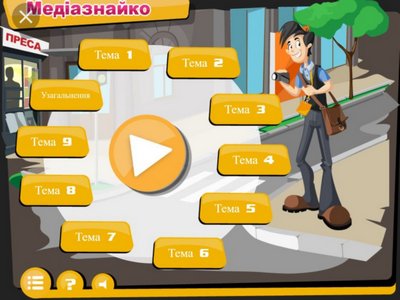 Медіазнайко
ПРЕСА
Тема 1
Тема 2
Тема 3
Тема 4
Тема 5
Тема 6
Тема 7
Тема 8
Тема 9
Узагальнення
?